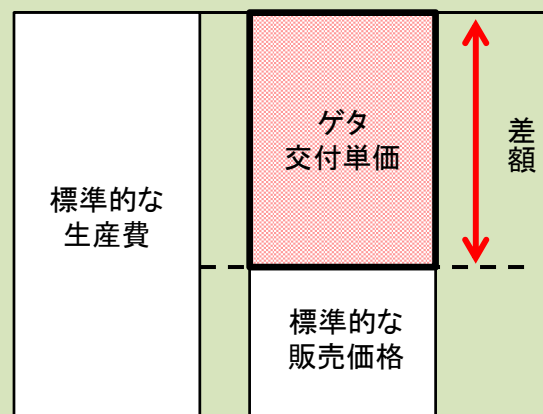 標準的な
生産費
ゲタ
交付単価
標準的な
販売価格
差額